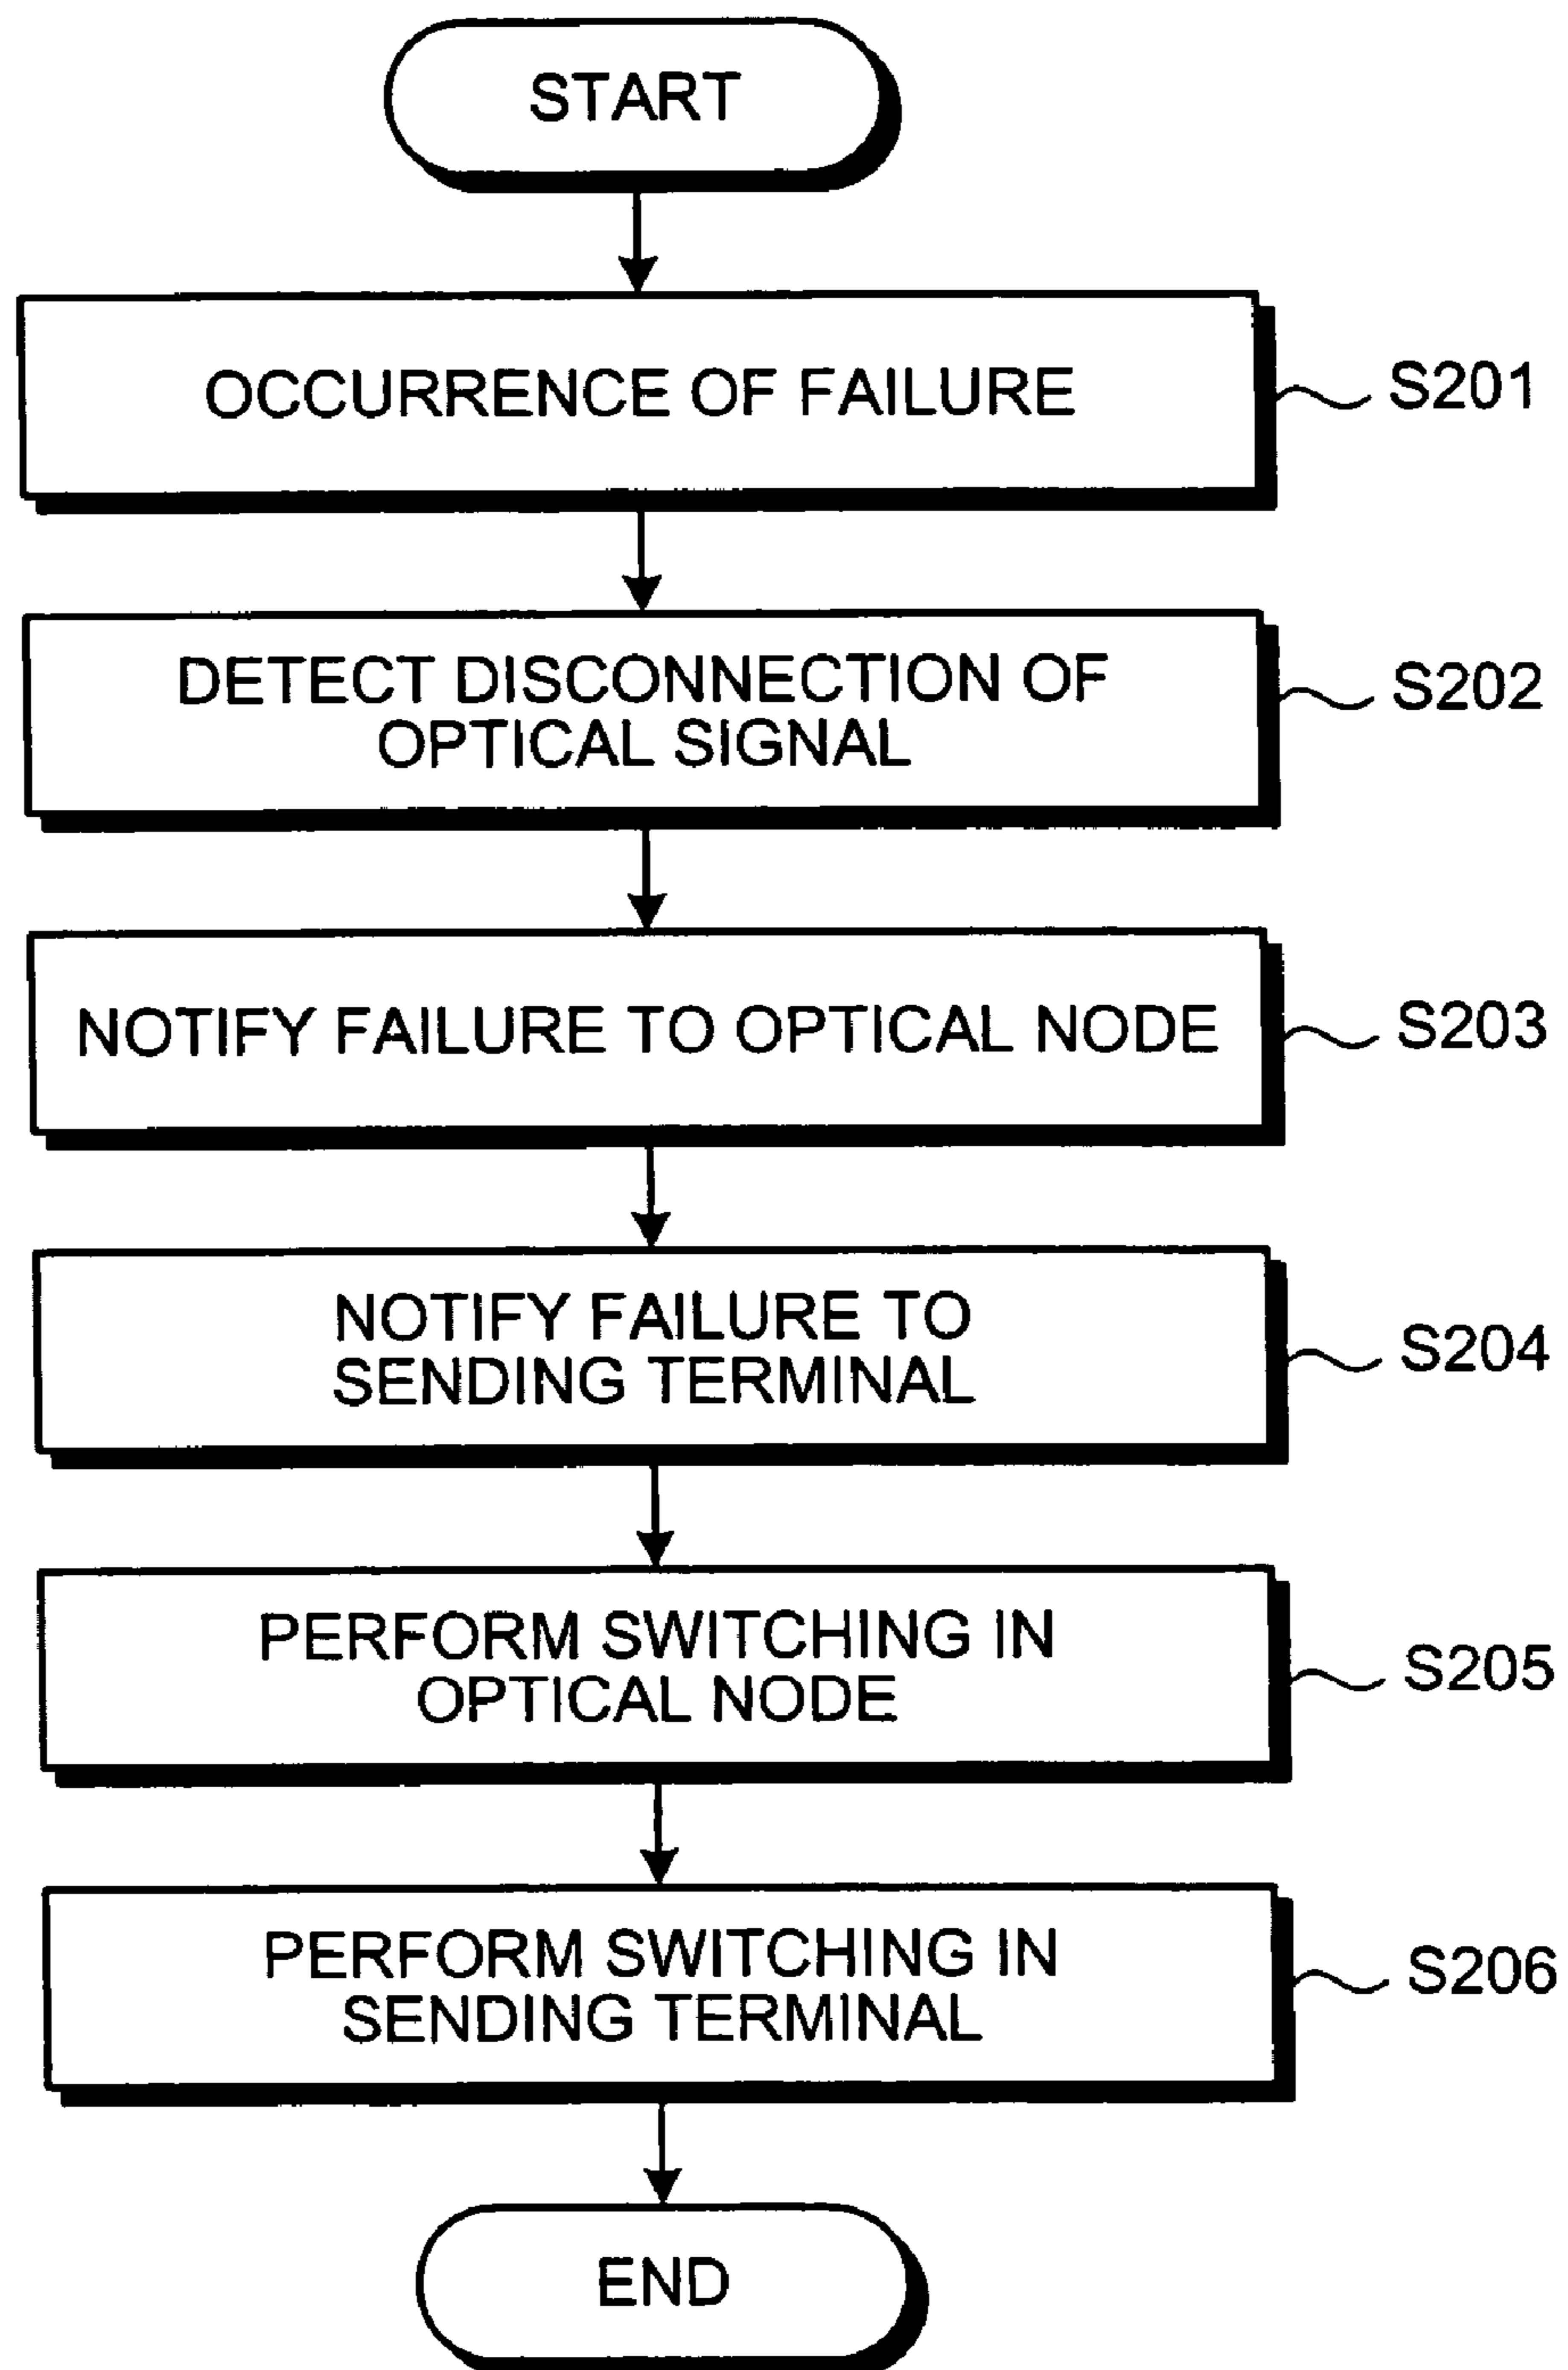 START
OCCURRENCE OF FAILURE
S201
DETECT DISCONNECTION OF
OPTICAL SIGNAL
S202
NOTIFY FAILURE TO OPTICAL NODE
S203
NOTIFY FAILURE TO
SENDING TERMINAL
S204
PERFORM SWITCHING IN
OPTICAL NODE
S205
PERFORM SWITCHING IN
SENDING TERMINAL
S206
END